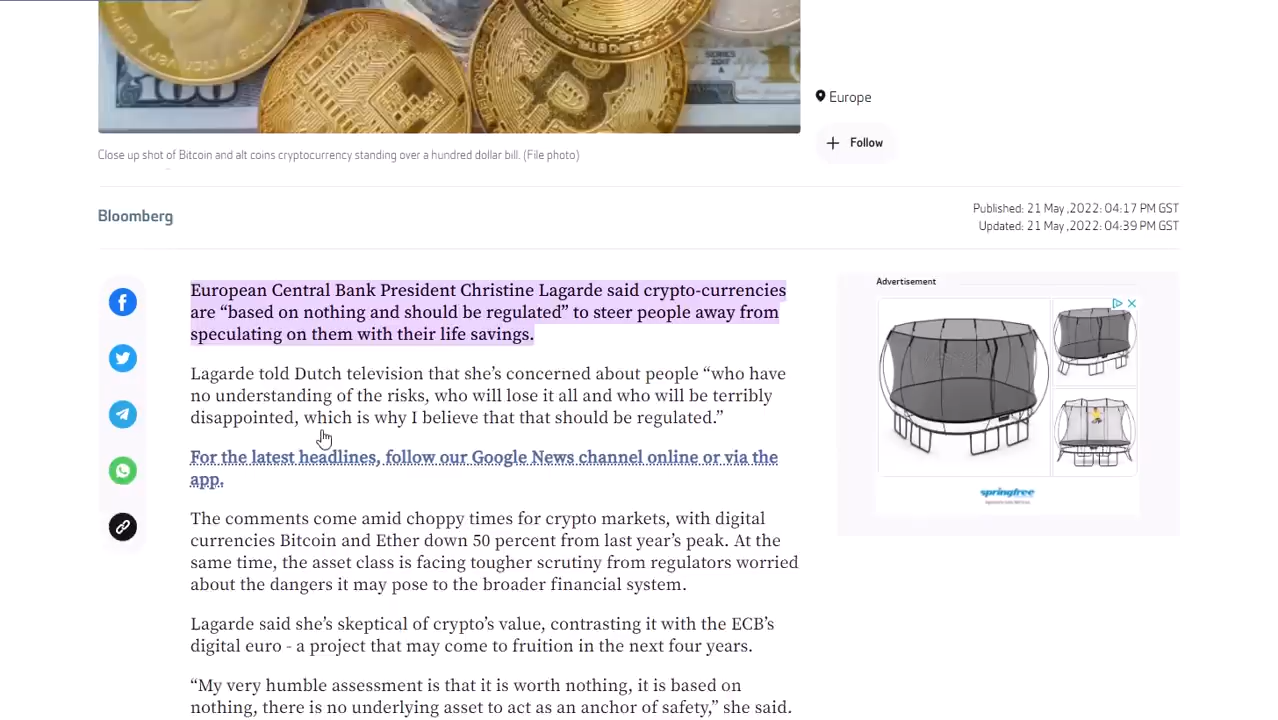 100
SERIES
2017
A
Europe
Follow
Close up shot of Bitcoin and alt coins cryptocurrency standing over a hundred dollar bill. (File photo)
Bloomberg
Published: 21 May ,2022: 04:17 PM GST
Updated: 21 May ,2022: 04:39 PM GST
European Central Bank President Christine Lagarde said crypto-currencies
are “based on nothing and should be regulated” to steer people away from
speculating on them with their life savings.
Lagarde told Dutch television that she’s concerned about people “who have
no understanding of the risks, who will lose it all and who will be terribly
disappointed, which is why I believe that that should be regulated.”
For the latest headlines, follow our Google News channel online or via the
app.
The comments come amid choppy times for crypto markets, with digital
currencies Bitcoin and Ether down 50 percent from last year’s peak. At the
same time, the asset class is facing tougher scrutiny from regulators worried
about the dangers it may pose to the broader financial system.
Lagarde said she’s skeptical of crypto’s value, contrasting it with the ECB’s
digital euro - a project that may come to fruition in the next four years.
“My very humble assessment is that it is worth nothing, it is based on
nothing, there is no underlying asset to act as an anchor of safety,” she said.
Advertisement
springfree